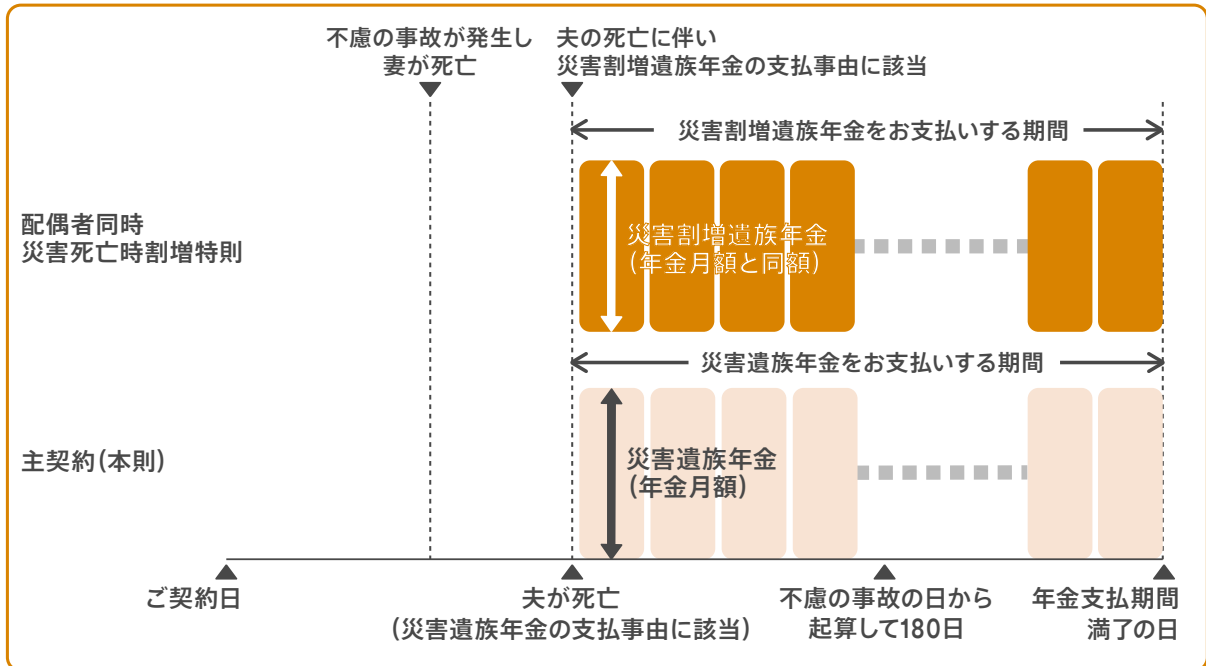 不慮の事故が発生し
妻が死亡
夫の死亡に伴い
災害割増遺族年金の支払事由に該当
災害割増遺族年金をお支払いする期間
配偶者同時
災害死亡時割増特則
災害割増遺族年金
(年金月額と同額)
災害遺族年金をお支払いする期間
主契約(本則)
災害遺族年金
(年金月額)
ご契約日
夫が死亡
(災害遺族年金の支払事由に該当)
不慮の事故の日から
起算して180日
年金支払期間
満了の日